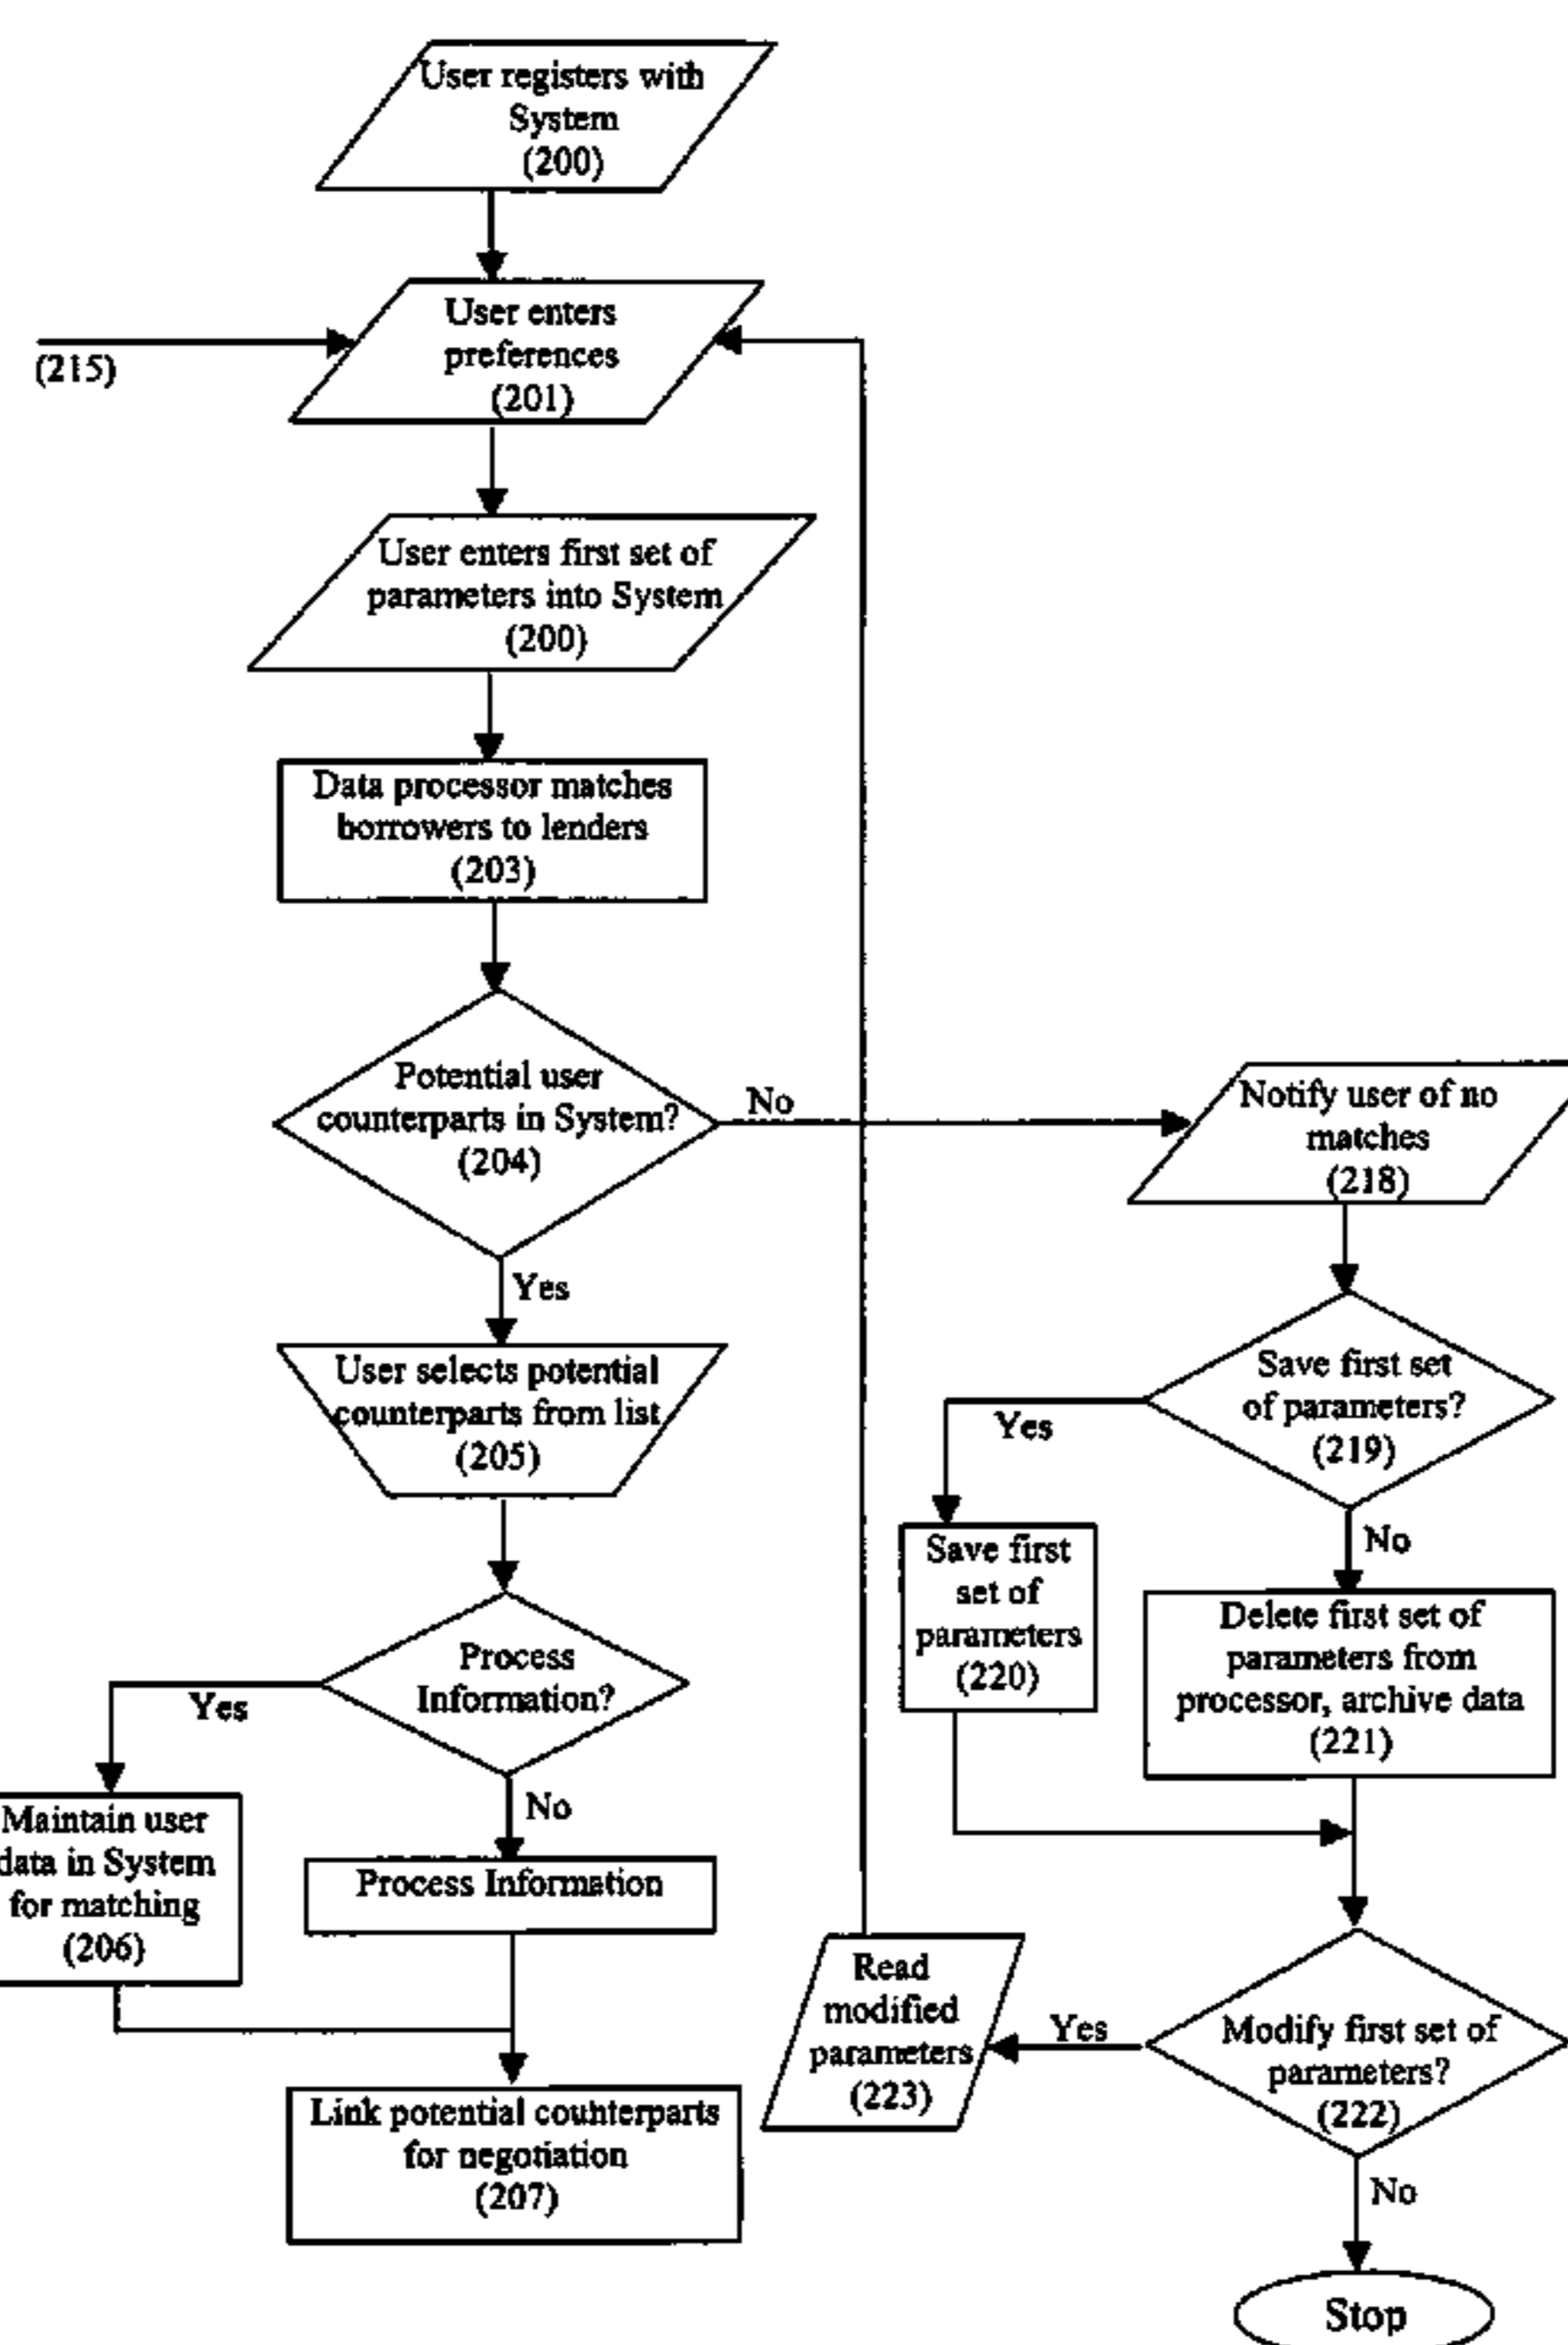 User registers with
System
(200)
User enters
preferences
(201)
(215)
User enters first set of
parameters into System
(200)
Data processor matches
borrowers to lenders
(203)
Potential user
counterparts in System?
(204)
No
Yes
Notify user of no
matches
(218)
Save first set
of parameters?
(219)
Yes
No
User selects potential
counterparts from list
(205)
Save first
set of
parameters
(220)
Delete first set of
parameters from
processor, archive data
(221)
Process
Information?
Yes
No
Maintain user
data in System
for matching
(206)
Process Information
Read
modified
parameters
(223)
Yes
Modify first set of
parameters?
(222)
No
Link potential counterparts
for negotiation
(207)
Stop